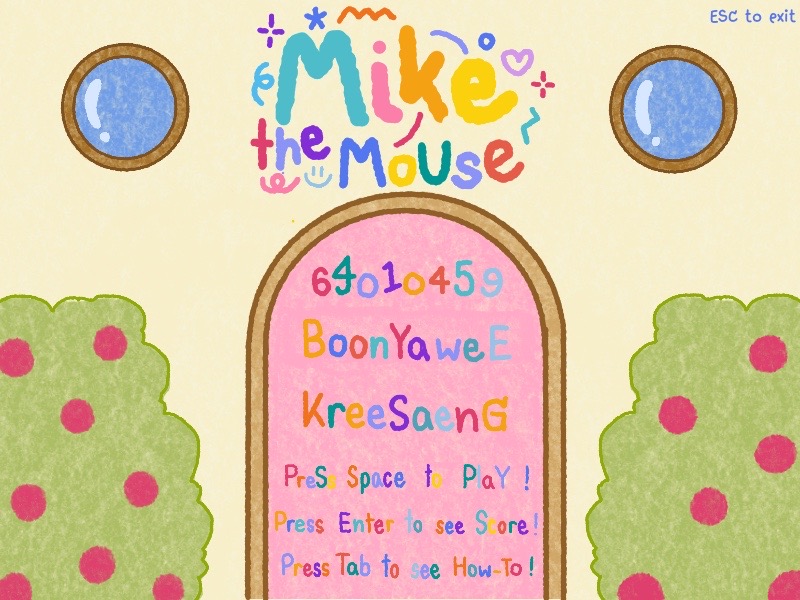 ESC to exit
Mike
the Mouse
64010459
BoonYaweE
KreeSaenG
PreSs Space to PlaY !
Press Enter to see Score!
Press Tab to see How-To !